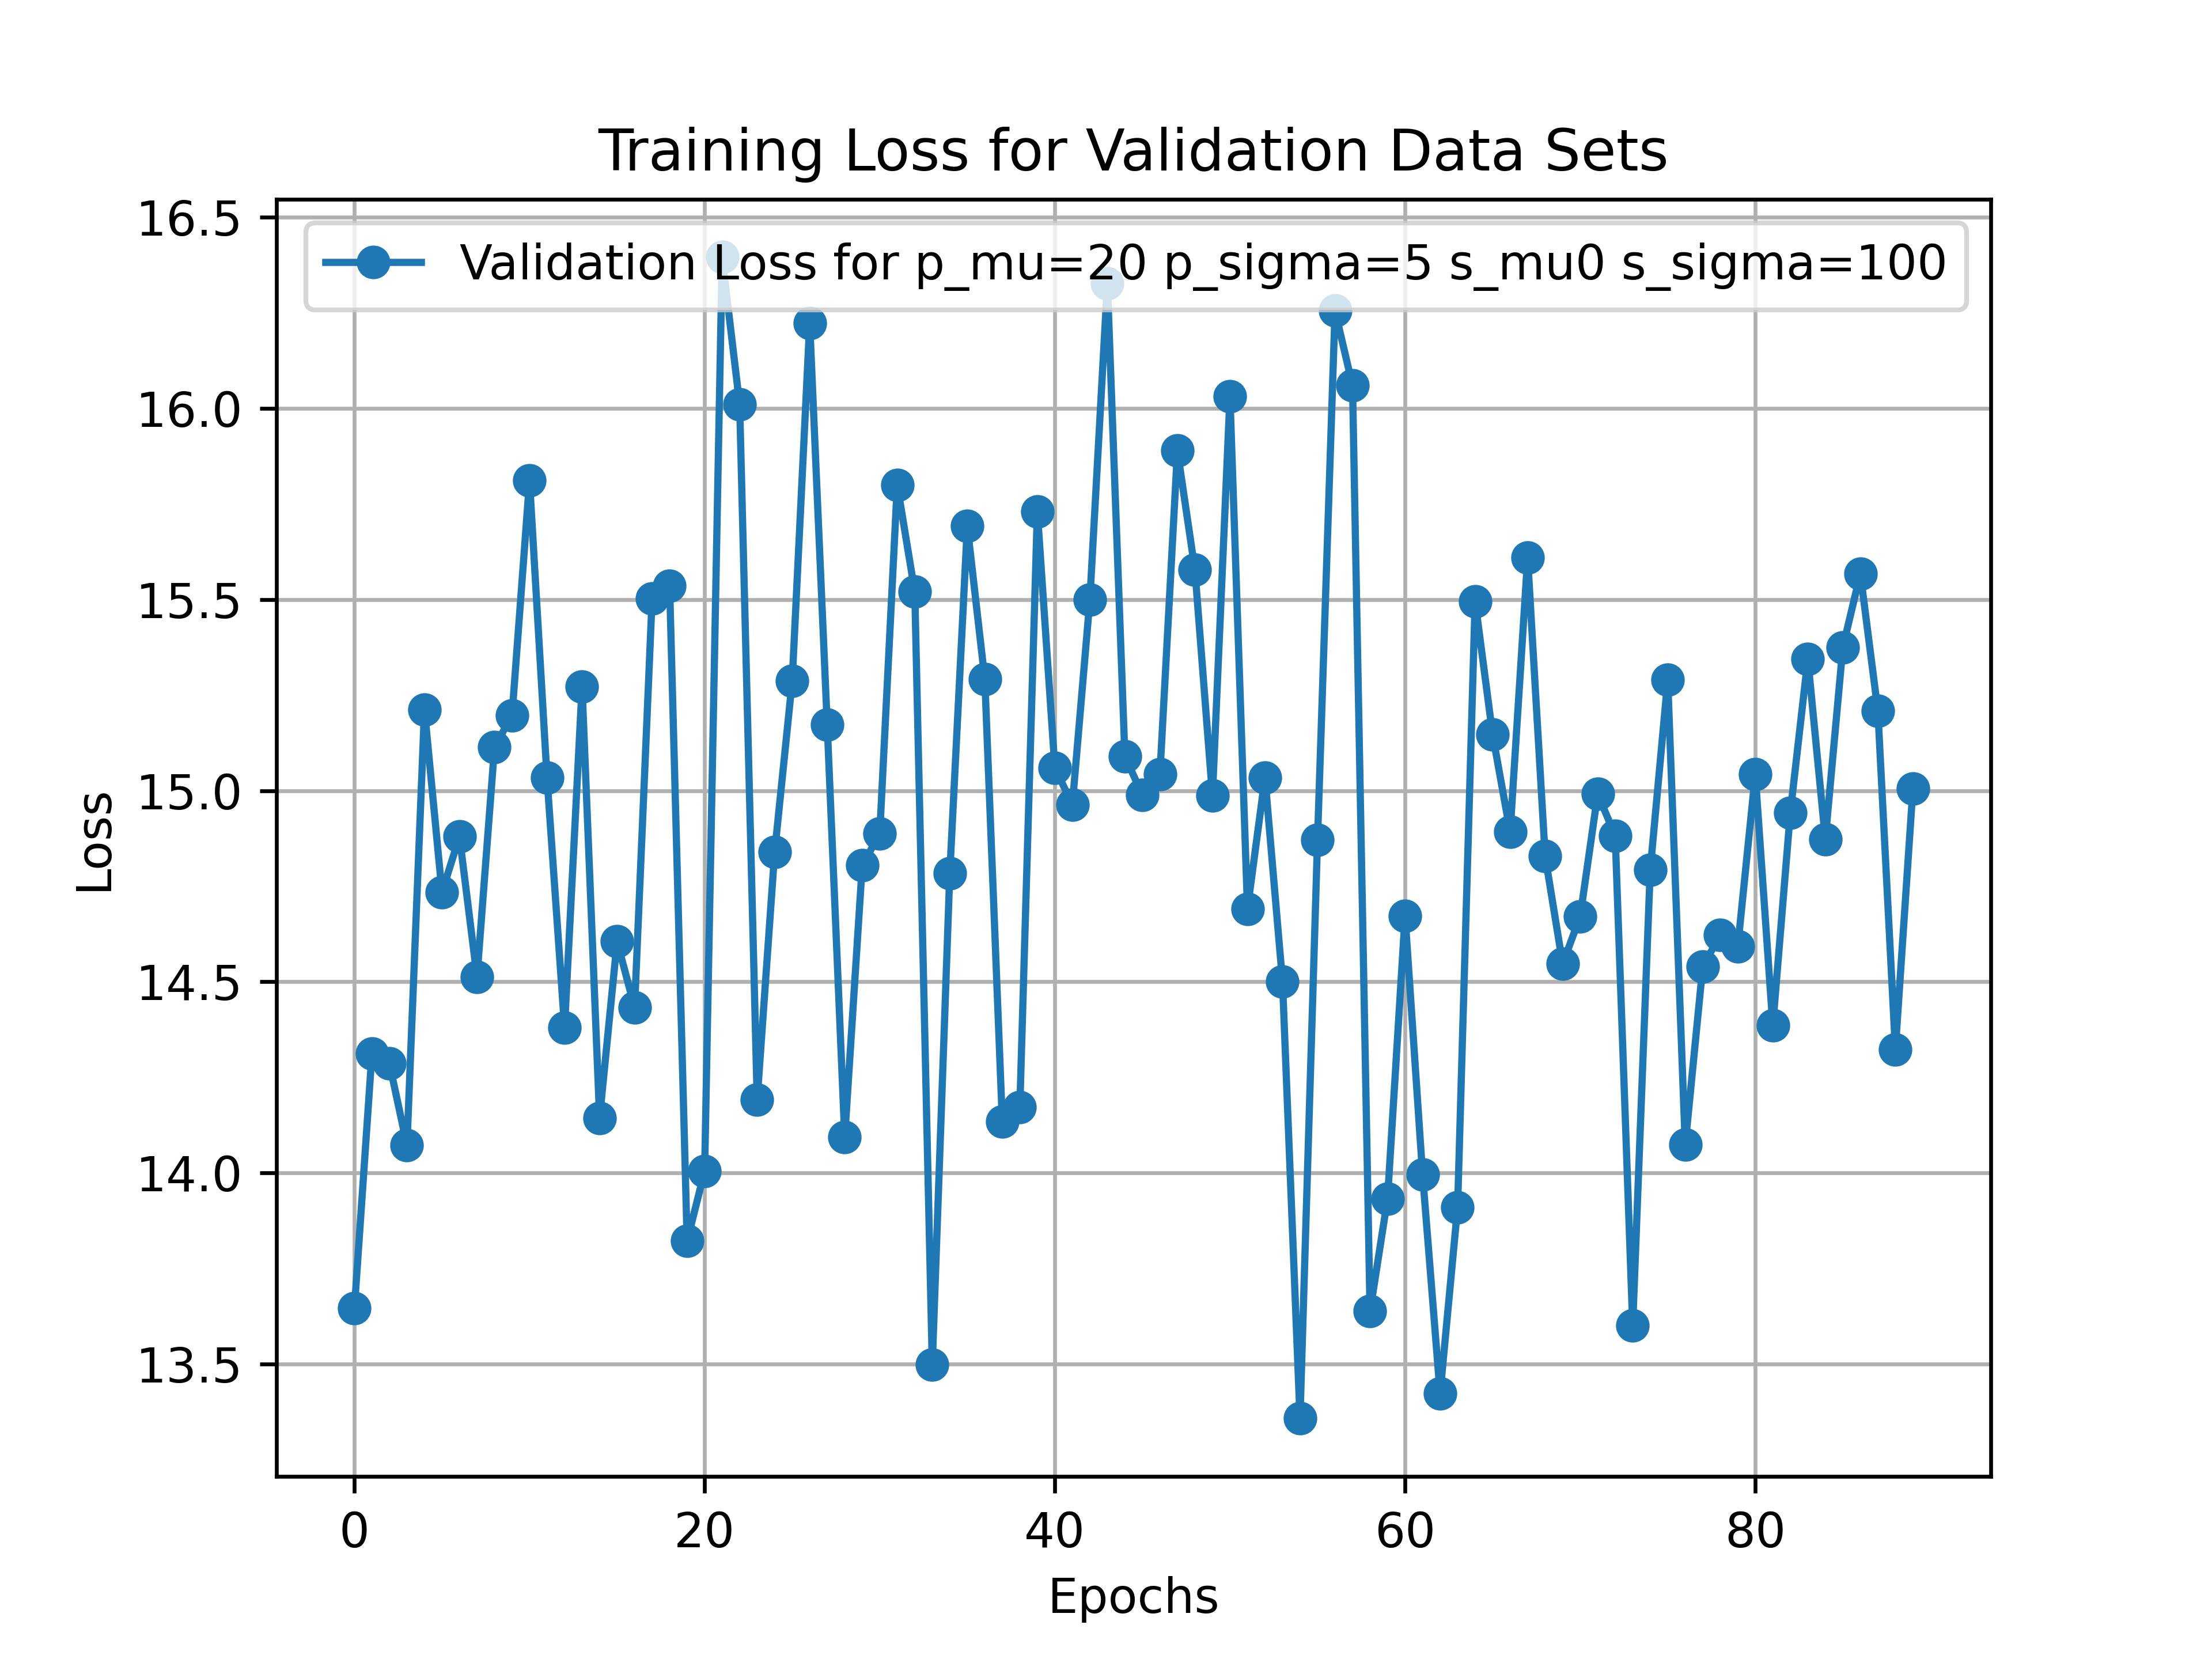 Training Loss for Validation Data Sets
Validation Loss for p_mu=20 p_sigma=5 s_mu0 s_sigma=100
16.5
16.0
15.5
15.0
14.5
14.0
13.5
Loss
0 20 40 60 80
Epochs